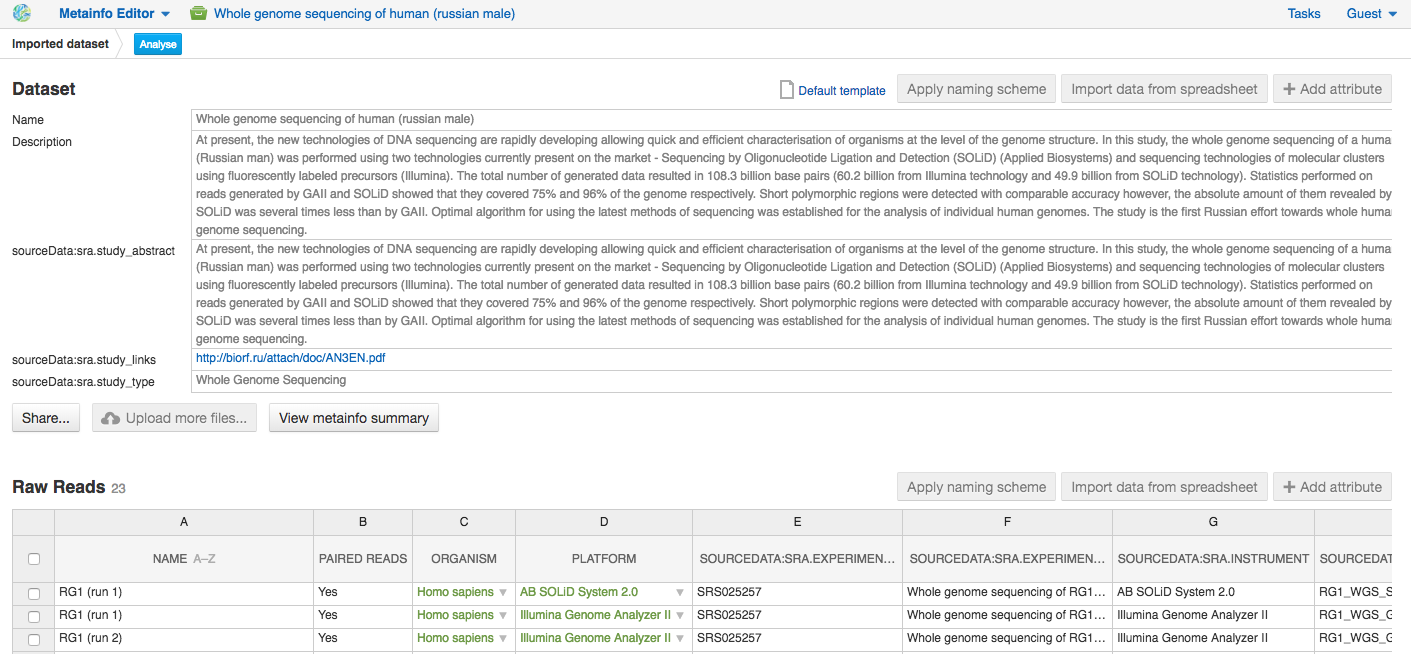 Metainfo Editor Whole genome sequencing of human (russian male) Tasks Guest
Imported dataset Analyse
Dataset Default template Apply naming scheme Import data from spreadsheet + Add attribute
Name Whole genome sequencing of human (russian male)
Description At present, the new technologies of DNA sequencing are rapidly developing allowing quick and efficient characterisation of organisms at the level of the genome structure. In this study, the whole genome sequencing of a huma
(Russian man) was performed using two technologies currently present on the market - Sequencing by Oligonucleotide Ligation and Detection (SOLiD) (Applied Biosystems) and sequencing technologies of molecular clusters
using fluorescently labeled precursors (Illumina). The total number of generated data resulted in 108.3 billion base pairs (60.2 billion from Illumina technology and 49.9 billion from SOLiD technology). Statistics performed on
reads generated by GAII and SOLiD showed that they covered 75% and 96% of the genome respectively. Short polymorphic regions were detected with comparable accuracy however, the absolute amount of them revealed by
SOLiD was several times less than by GAII. Optimal algorithm for using the latest methods of sequencing was established for the analysis of individual human genomes. The study is the first Russian effort towards whole huma
genome sequencing.
sourceData:sra.study_abstract At present, the new technologies of DNA sequencing are rapidly developing allowing quick and efficient characterisation of organisms at the level of the genome structure. In this study, the whole genome sequencing of a huma
(Russian man) was performed using two technologies currently present on the market - Sequencing by Oligonucleotide Ligation and Detection (SOLiD) (Applied Biosystems) and sequencing technologies of molecular clusters
using fluorescently labeled precursors (Illumina). The total number of generated data resulted in 108.3 billion base pairs (60.2 billion from Illumina technology and 49.9 billion from SOLiD technology). Statistics performed on
reads generated by GAII and SOLiD showed that they covered 75% and 96% of the genome respectively. Short polymorphic regions were detected with comparable accuracy however, the absolute amount of them revealed by
SOLiD was several times less than by GAII. Optimal algorithm for using the latest methods of sequencing was established for the analysis of individual human genomes. The study is the first Russian effort towards whole huma
genome sequencing.
sourceData:sra.study_links http://biorf.ru/attach/doc/AN3EN.pdf
sourceData:sra.study_type Whole Genome Sequencing
Share... Upload more files... View metainfo summary
Raw Reads 23 Apply naming scheme Import data from spreadsheet + Add attribute
A B C D E F G
NAME A–Z PAIRED READS ORGANISM PLATFORM SOURCEDATA:SRA.EXPERIMEN... SOURCEDATA:SRA.EXPERIMEN... SOURCEDATA:SRA.INSTRUMENT SOURCEDAT
RG1 (run 1) Yes Homo sapiens AB SOLiD System 2.0 SRS025257 Whole genome sequencing of RG1... AB SOLiD System 2.0 RG1_WGS_S
RG1 (run 1) Yes Homo sapiens Illumina Genome Analyzer II SRS025257 Whole genome sequencing of RG1... Illumina Genome Analyzer II RG1_WGS_G
RG1 (run 2) Yes Homo sapiens Illumina Genome Analyzer II SRS025257 Whole genome sequencing of RG1... Illumina Genome Analyzer II RG1_WGS_G